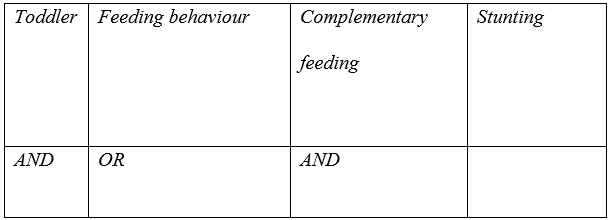 Toddler Feeding behaviour Complementary Stunting
feeding
AND OR AND